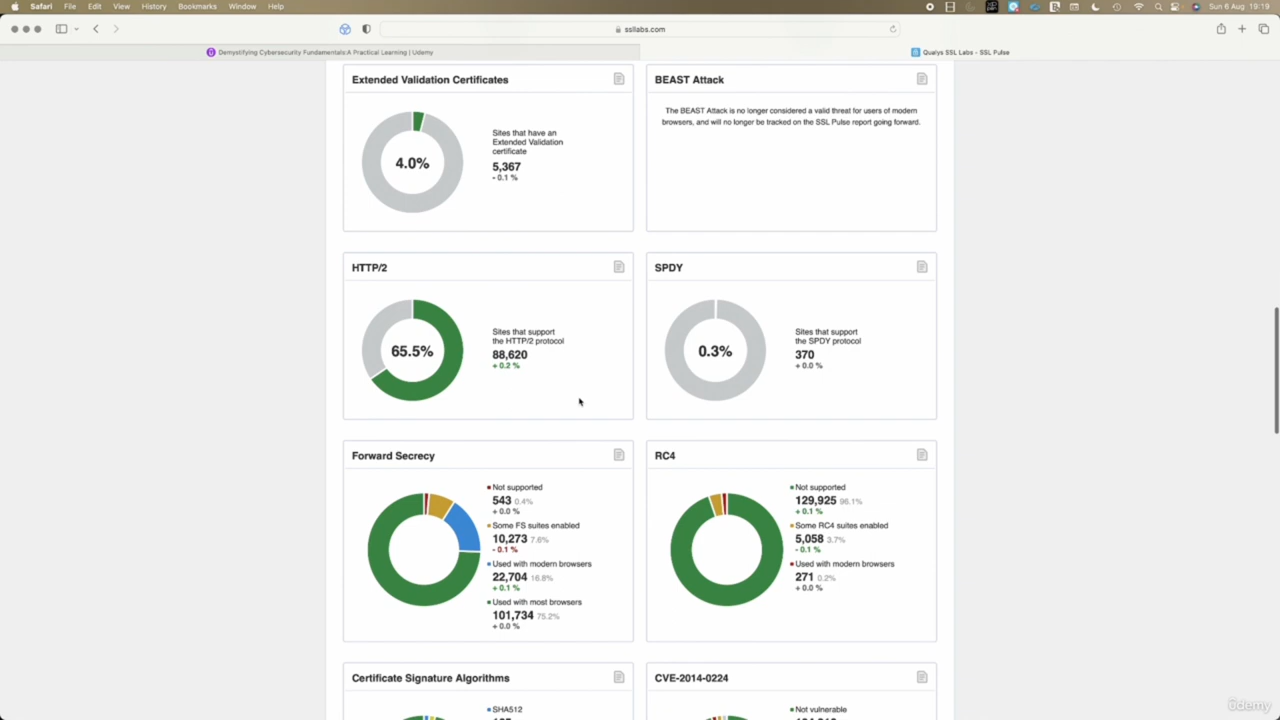 Safari File Edit View History Bookmarks Window Help
Sun 6 Aug 19:19
ssllabs.com
Demystifying Cybersecurity Fundamentals:A Practical Learning | Udemy
Qualys SSL Labs - SSL Pulse
Extended Validation Certificates
4.0%
Sites that have an
Extended Validation
certificate
5,367
- 0.1 %
BEAST Attack
The BEAST Attack is no longer considered a valid threat for users of modern
browsers, and will no longer be tracked on the SSL Pulse report going forward.
HTTP/2
65.5%
Sites that support
the HTTP/2 protocol
88,620
+ 0.2 %
SPDY
0.3%
Sites that support
the SPDY protocol
370
+ 0.0 %
Forward Secrecy
Not supported
543 0.4%
+ 0.0 %
Some FS suites enabled
10,273 7.6%
- 0.1 %
Used with modern browsers
22,704 16.8%
+ 0.1 %
Used with most browsers
101,734 75.2%
+ 0.0 %
RC4
Not supported
129,925 96.1%
+ 0.1 %
Some RC4 suites enabled
5,058 3.7%
- 0.1 %
Used with modern browsers
271 0.2%
+ 0.0 %
Certificate Signature Algorithms
SHA512
CVE-2014-0224
Not vulnerable
Udemy